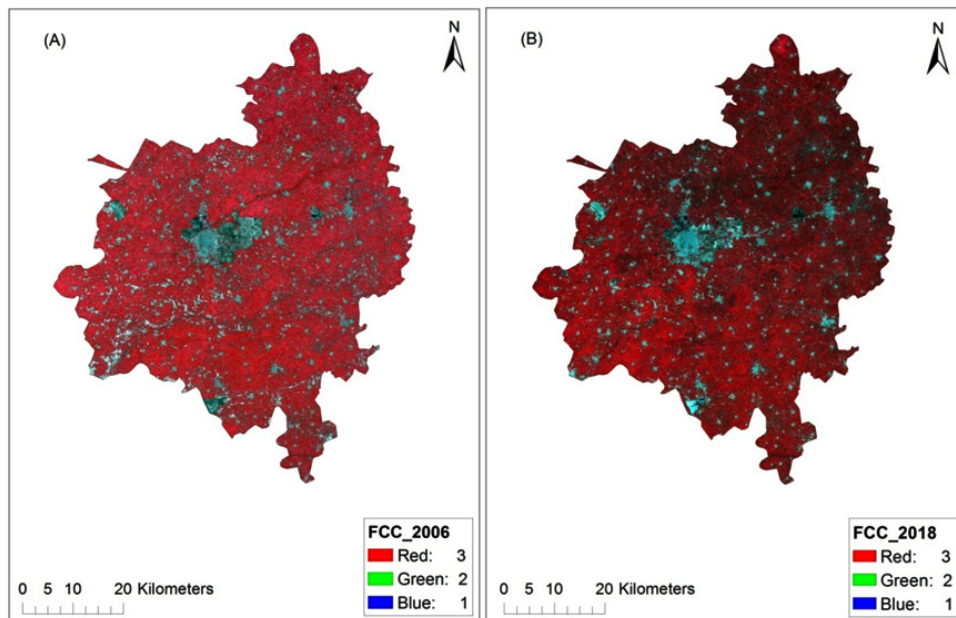 (A)
N
FCC_2006
Red: 3
Green: 2
Blue: 1
0 5 10 20 Kilometers
(B)
N
FCC_2018
Red: 3
Green: 2
Blue: 1
0 5 10 20 Kilometers